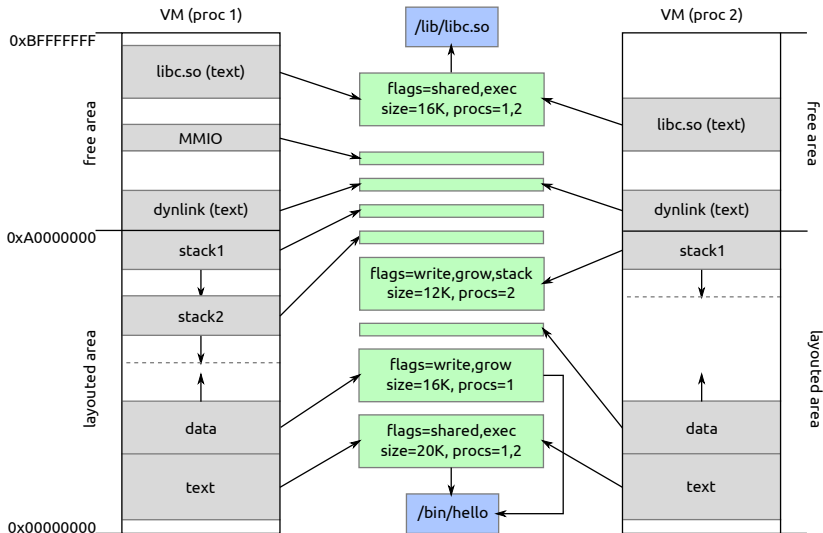 VM (proc 1)
VM (proc 2)
/lib/libc.so
0xBFFFFFFF
libc.so (text)
flags=shared,exec
size=16K, procs=1,2
free area
free area
libc.so (text)
MMIO
dynlink (text)
dynlink (text)
0xA0000000
stack1
stack1
flags=write,grow,stack
size=12K, procs=2
stack2
layouted area
layouted area
flags=write,grow
size=16K, procs=1
data
data
flags=shared,exec
size=20K, procs=1,2
text
text
/bin/hello
0x00000000